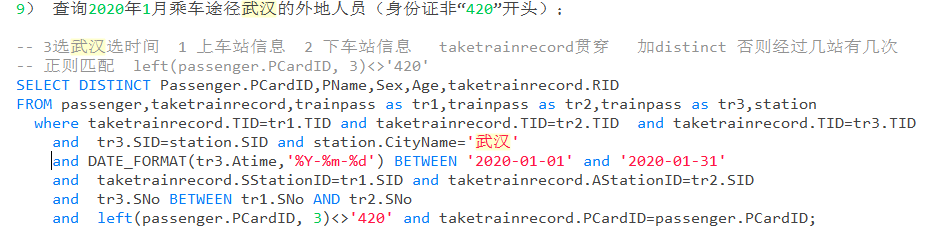 9） 查询2020年1月乘车途径武汉的外地人员（身份证非“420”开头）；
-- 3选武汉选时间  1 上车站信息  2 下车站信息   taketrainrecord贯穿   加distinct 否则经过几站有几次
-- 正则匹配  left(passenger.PCardID, 3)<>'420'
SELECT DISTINCT Passenger.PCardID,PName,Sex,Age,taketrainrecord.RID
FROM passenger,taketrainrecord,trainpass as tr1,trainpass as tr2,trainpass as tr3,station
  where taketrainrecord.TID=tr1.TID and taketrainrecord.TID=tr2.TID  and taketrainrecord.TID=tr3.TID
    and  tr3.SID=station.SID and station.CityName='武汉'
    and DATE_FORMAT(tr3.Atime,'%Y-%m-%d') BETWEEN '2020-01-01' and '2020-01-31'
    and  taketrainrecord.SStationID=tr1.SID and taketrainrecord.AStationID=tr2.SID
    and  tr3.SNo BETWEEN tr1.SNo AND tr2.SNo
    and  left(passenger.PCardID, 3)<>'420' and taketrainrecord.PCardID=passenger.PCardID;